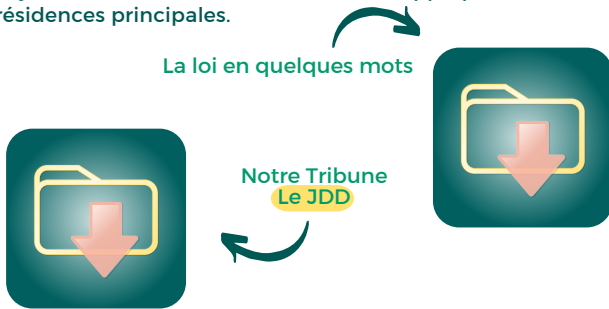 résidences principales.
La loi en quelques mots
Notre Tribune
Le JDD